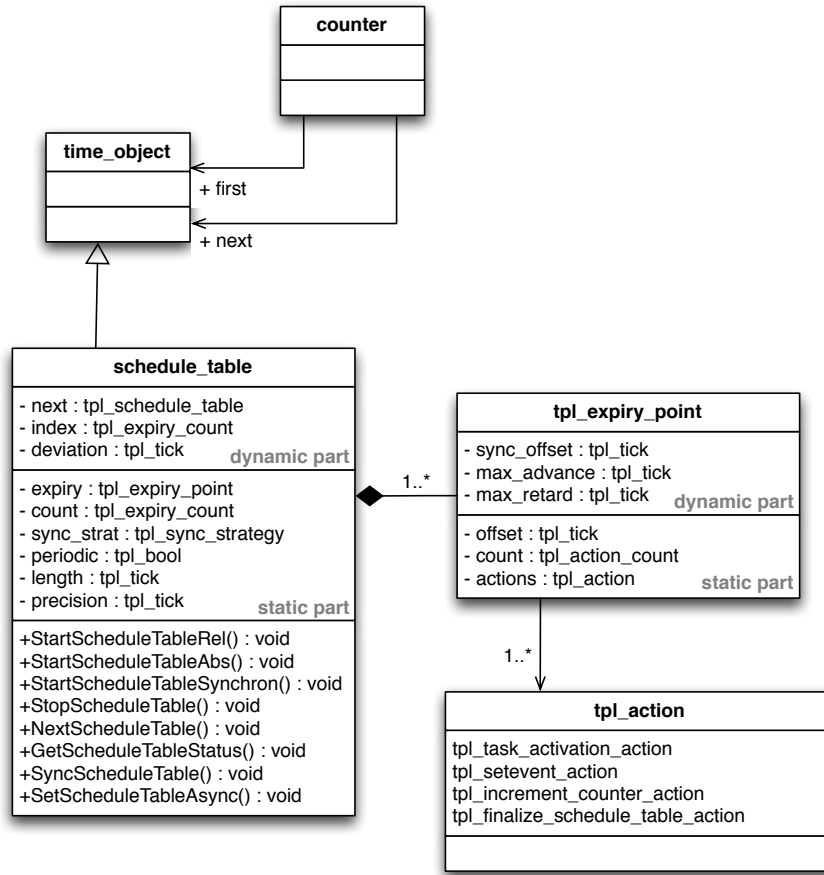 counter
time_object
+ first
+ next
schedule_table
- next : tpl_schedule_table
- index : tpl_expiry_count
- deviation : tpl_tick
dynamic part
- expiry : tpl_expiry_point
- count : tpl_expiry_count
- sync_strat : tpl_sync_strategy
- periodic : tpl_bool
- length : tpl_tick
- precision : tpl_tick
static part
+StartScheduleTableRel() : void
+StartScheduleTableAbs() : void
+StartScheduleTableSynchron() : void
+StopScheduleTable() : void
+NextScheduleTable() : void
+GetScheduleTableStatus() : void
+SyncScheduleTable() : void
+SetScheduleTableAsync() : void
1..*
tpl_expiry_point
- sync_offset : tpl_tick
- max_advance : tpl_tick
- max_retard : tpl_tick
dynamic part
- offset : tpl_tick
- count : tpl_action_count
- actions : tpl_action
static part
1..*
tpl_action
tpl_task_activation_action
tpl_setevent_action
tpl_increment_counter_action
tpl_finalize_schedule_table_action